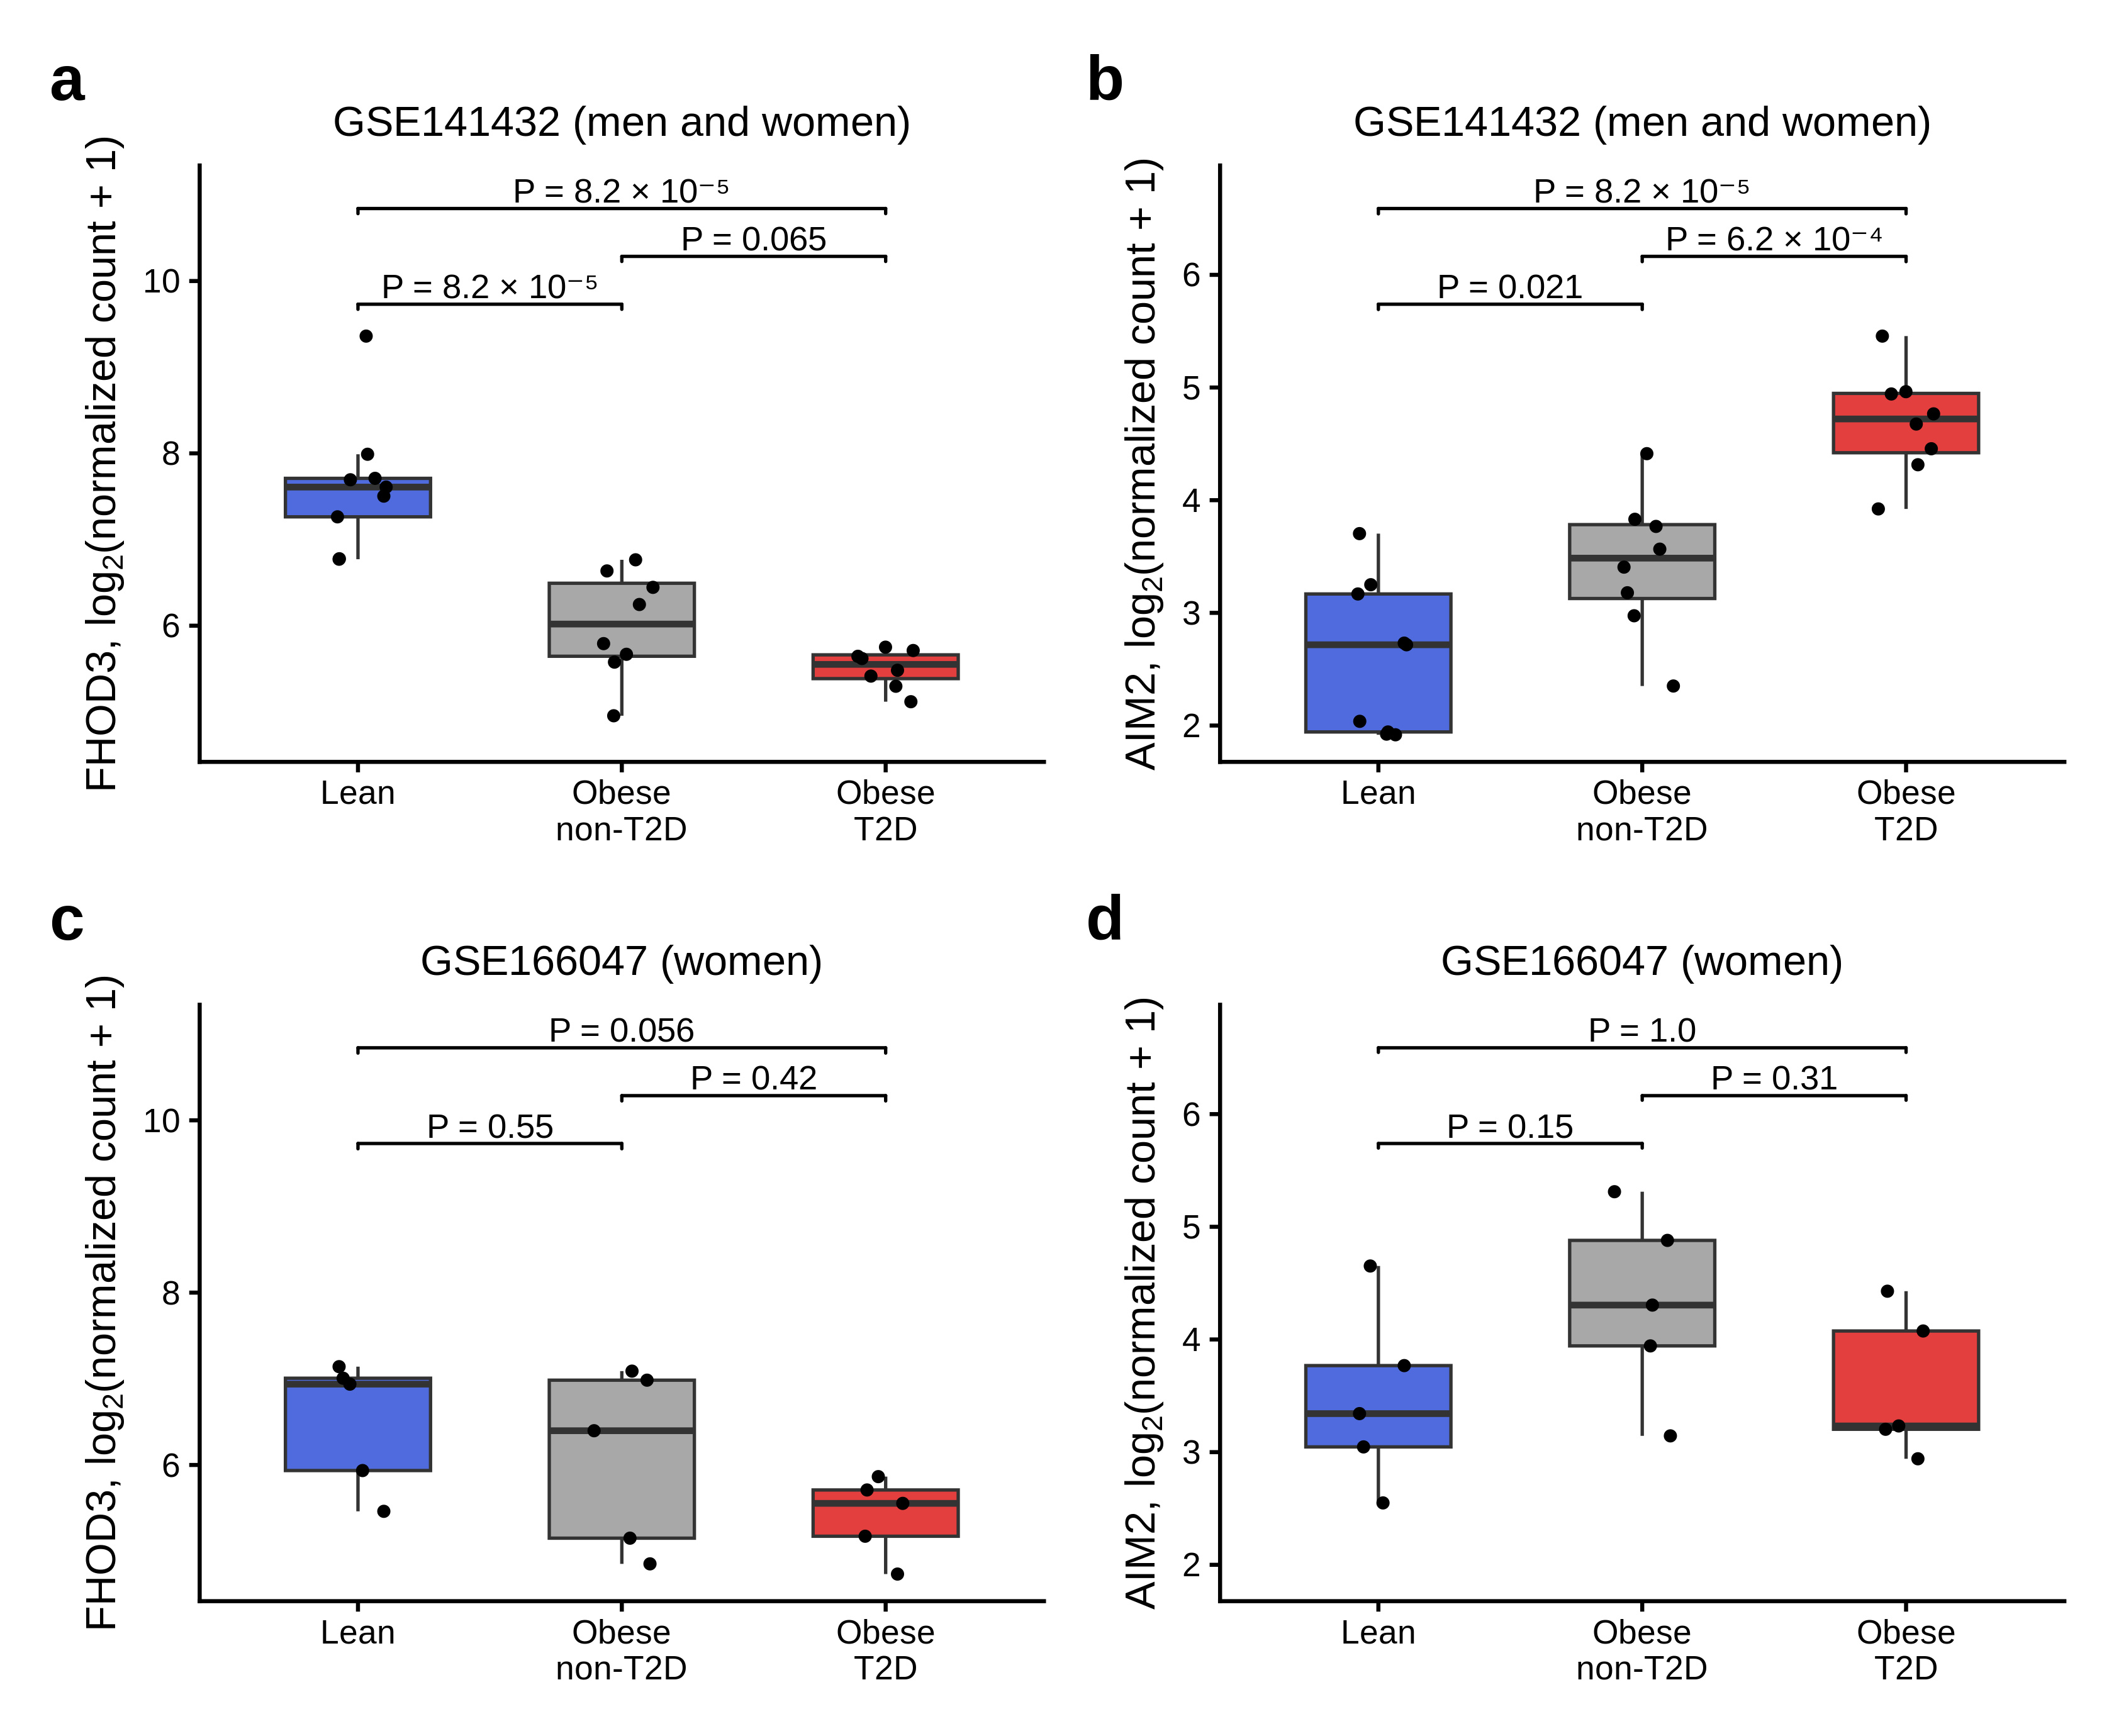 a
GSE141432 (men and women)
FHOD3, log₂(normalized count + 1)
P = 8.2 × 10⁻⁵
P = 0.065
P = 8.2 × 10⁻⁵
10
8
6
Lean
Obese
non-T2D
Obese
T2D
b
GSE141432 (men and women)
AIM2, log₂(normalized count + 1)
P = 8.2 × 10⁻⁵
P = 6.2 × 10⁻⁴
P = 0.021
6
5
4
3
2
Lean
Obese
non-T2D
Obese
T2D
c
GSE166047 (women)
FHOD3, log₂(normalized count + 1)
P = 0.056
P = 0.42
P = 0.55
10
8
6
Lean
Obese
non-T2D
Obese
T2D
d
GSE166047 (women)
AIM2, log₂(normalized count + 1)
P = 1.0
P = 0.31
P = 0.15
6
5
4
3
2
Lean
Obese
non-T2D
Obese
T2D